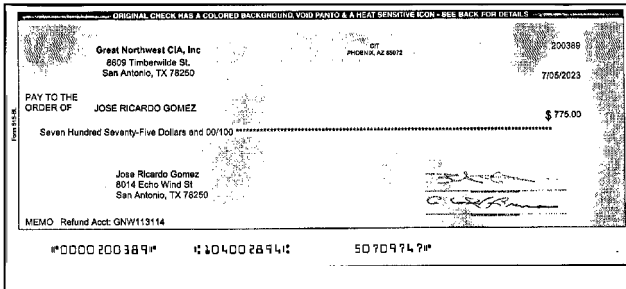 ORIGINAL CHECK HAS A COLORED BACKGROUND, VOID PANTO & A HEAT SENSITIVE ICON - SEE BACK FOR DETAILS
Great Northwest CIA, Inc
8609 Timberwilde St.
San Antonio, TX 78250
CIT
PHOENIX, AZ 85072
200389
7/05/2023
PAY TO THE
ORDER OF JOSE RICARDO GOMEZ
$ 775.00
Seven Hundred Seventy-Five Dollars and 00/100
Jose Ricardo Gomez
8014 Echo Wind St
San Antonio, TX 78250
MEMO Refund Acct: GNW113114
⑈0000200389⑈ ⑆104002894⑆ 50709747⑈